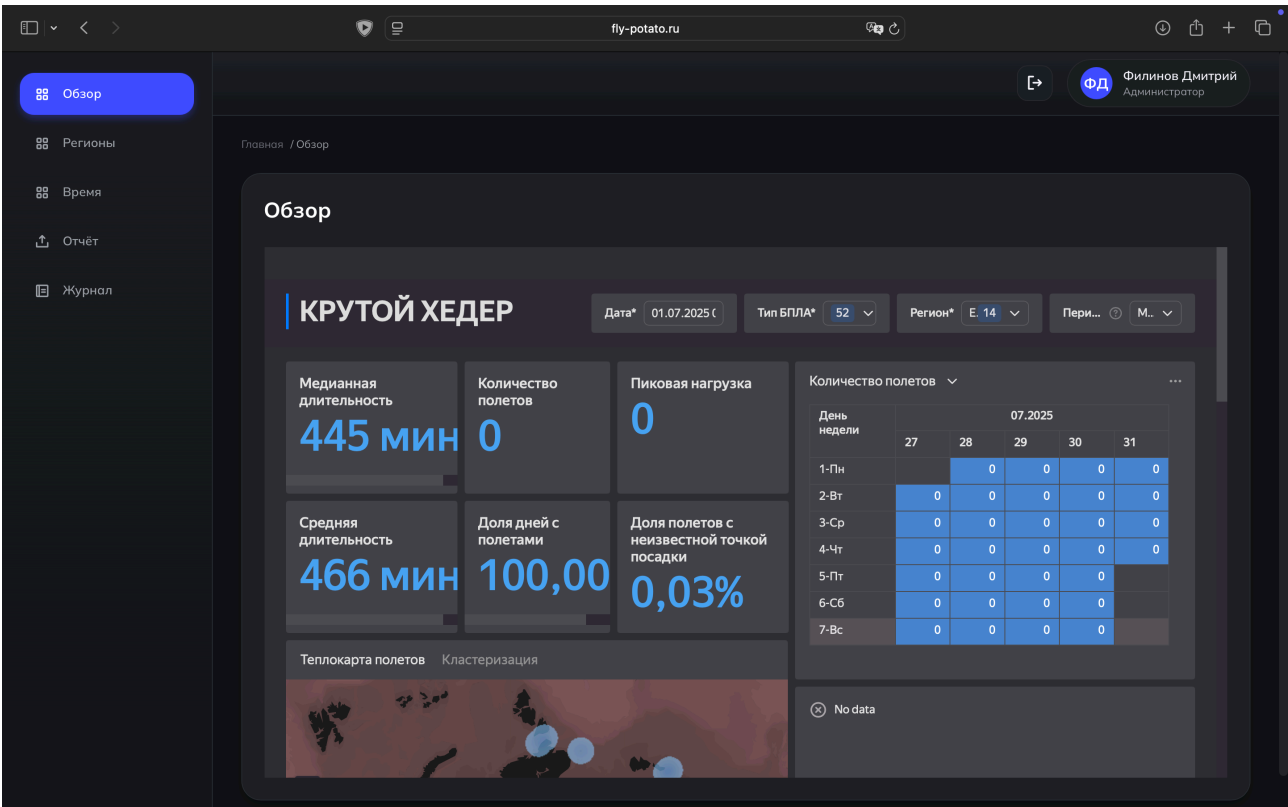 fly-potato.ru
Обзор
Регионы
Время
Отчёт
Журнал
ФД
Филинов Дмитрий
Администратор
Главная / Обзор
Обзор
КРУТОЙ ХЕДЕР
Дата* 01.07.2025 (
Тип БПЛА* 52
Регион* Е. 14
Пери... ? М..
Медианная
длительность
445 мин
Количество
полетов
0
Пиковая нагрузка
0
Средняя
длительность
466 мин
Доля дней с
полетами
100,00
Доля полетов с
неизвестной точкой
посадки
0,03%
Количество полетов
День
недели
07.2025
27 28 29 30 31
1-Пн 0 0 0 0
2-Вт 0 0 0 0 0
3-Ср 0 0 0 0 0
4-Чт 0 0 0 0 0
5-Пт 0 0 0 0
6-Сб 0 0 0 0
7-Вс 0 0 0 0
Теплокарта полетов Кластеризация
No data